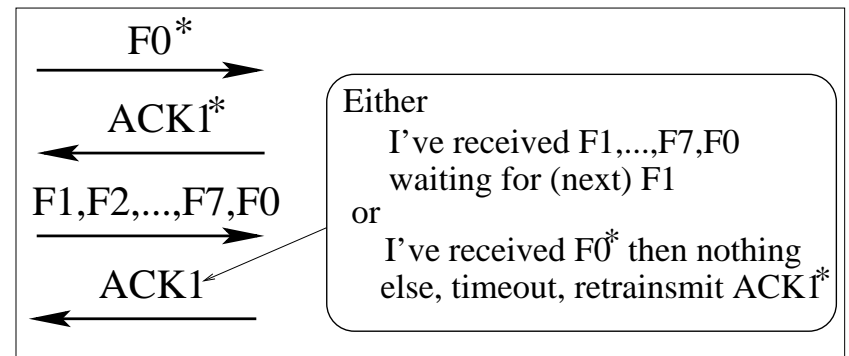 F0*
ACK1*
F1,F2,...,F7,F0
ACK1
Either
I've received F1,...,F7,F0
waiting for (next) F1
or
I've received F0* then nothing
else, timeout, retrainsmit ACK1*